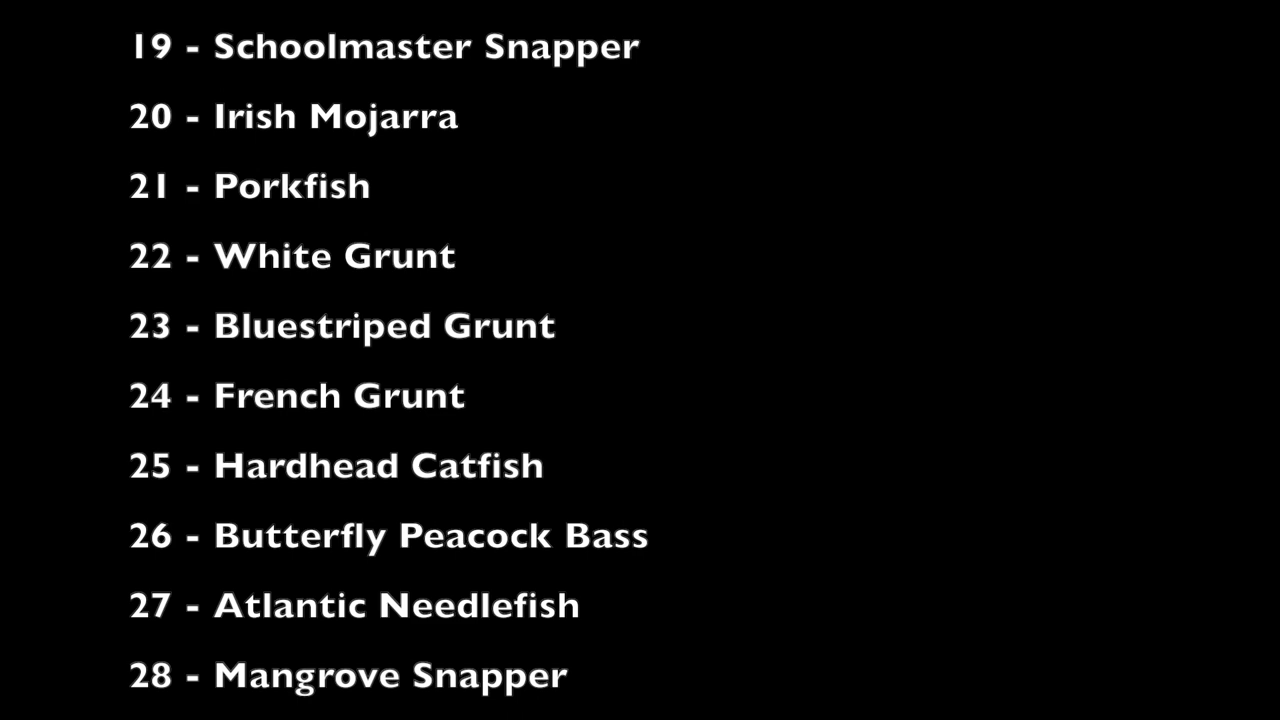 19 - Schoolmaster Snapper
20 - Irish Mojarra
21 - Porkfish
22 - White Grunt
23 - Bluestriped Grunt
24 - French Grunt
25 - Hardhead Catfish
26 - Butterfly Peacock Bass
27 - Atlantic Needlefish
28 - Mangrove Snapper